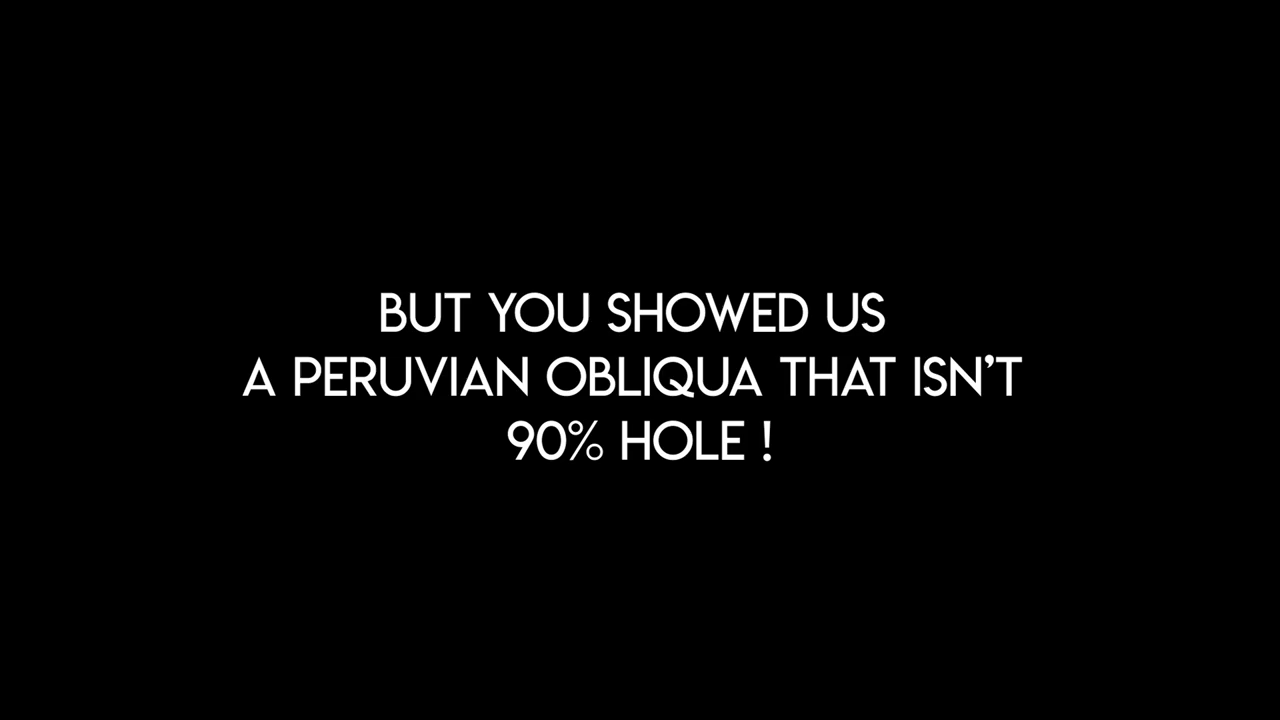 BUT YOU SHOWED US
A PERUVIAN OBLIQUA THAT ISN’T
90% HOLE !